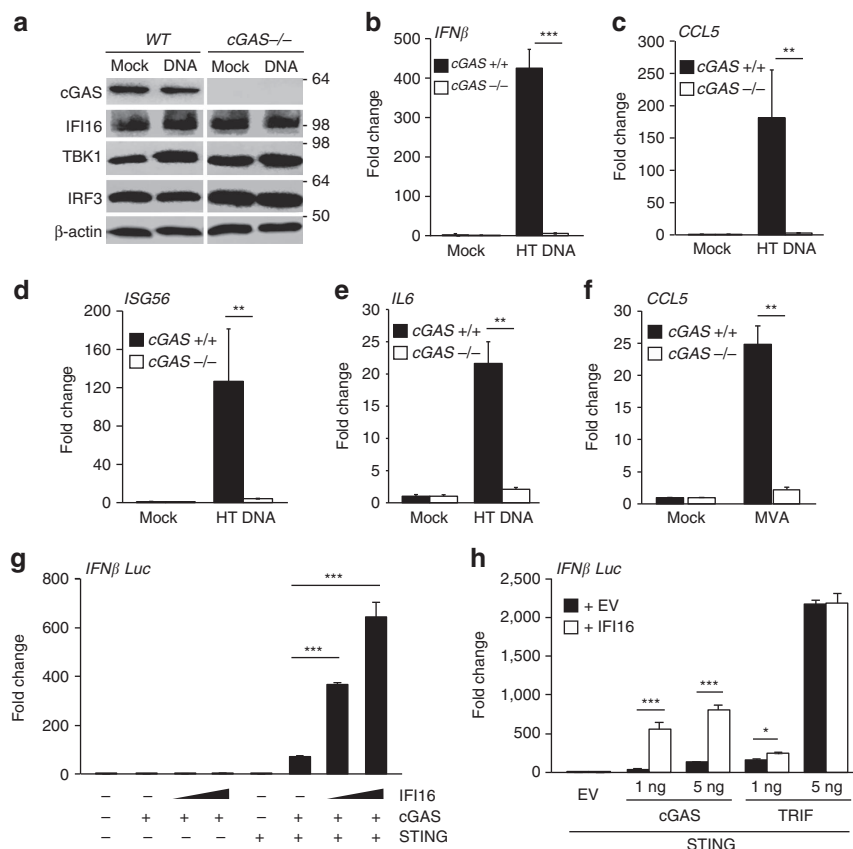 a
WT cGAS–/–
Mock DNA Mock DNA
cGAS
64
IFI16
98
98
TBK1
64
IRF3
50
β-actin
b
IFNβ
500
400
300
200
100
0
Fold change
cGAS +/+
cGAS –/–
***
Mock HT DNA
c
CCL5
300
250
200
150
100
50
0
Fold change
cGAS +/+
cGAS –/–
**
Mock HT DNA
d
ISG56
200
160
120
80
40
0
Fold change
cGAS +/+
cGAS –/–
**
Mock HT DNA
e
IL6
30
25
20
15
10
5
0
Fold change
cGAS +/+
cGAS –/–
**
Mock HT DNA
f
CCL5
30
25
20
15
10
5
0
Fold change
cGAS +/+
cGAS –/–
**
Mock MVA
g
IFNβ Luc
800
600
400
200
0
Fold change
***
***
– – – – IFI16
– + + + – + + + cGAS
– – – – + + + + STING
h
IFNβ Luc
2,500
2,000
1,500
1,000
500
0
Fold change
+ EV
+ IFI16
***
***
*
EV 1 ng 5 ng 1 ng 5 ng
cGAS TRIF
STING